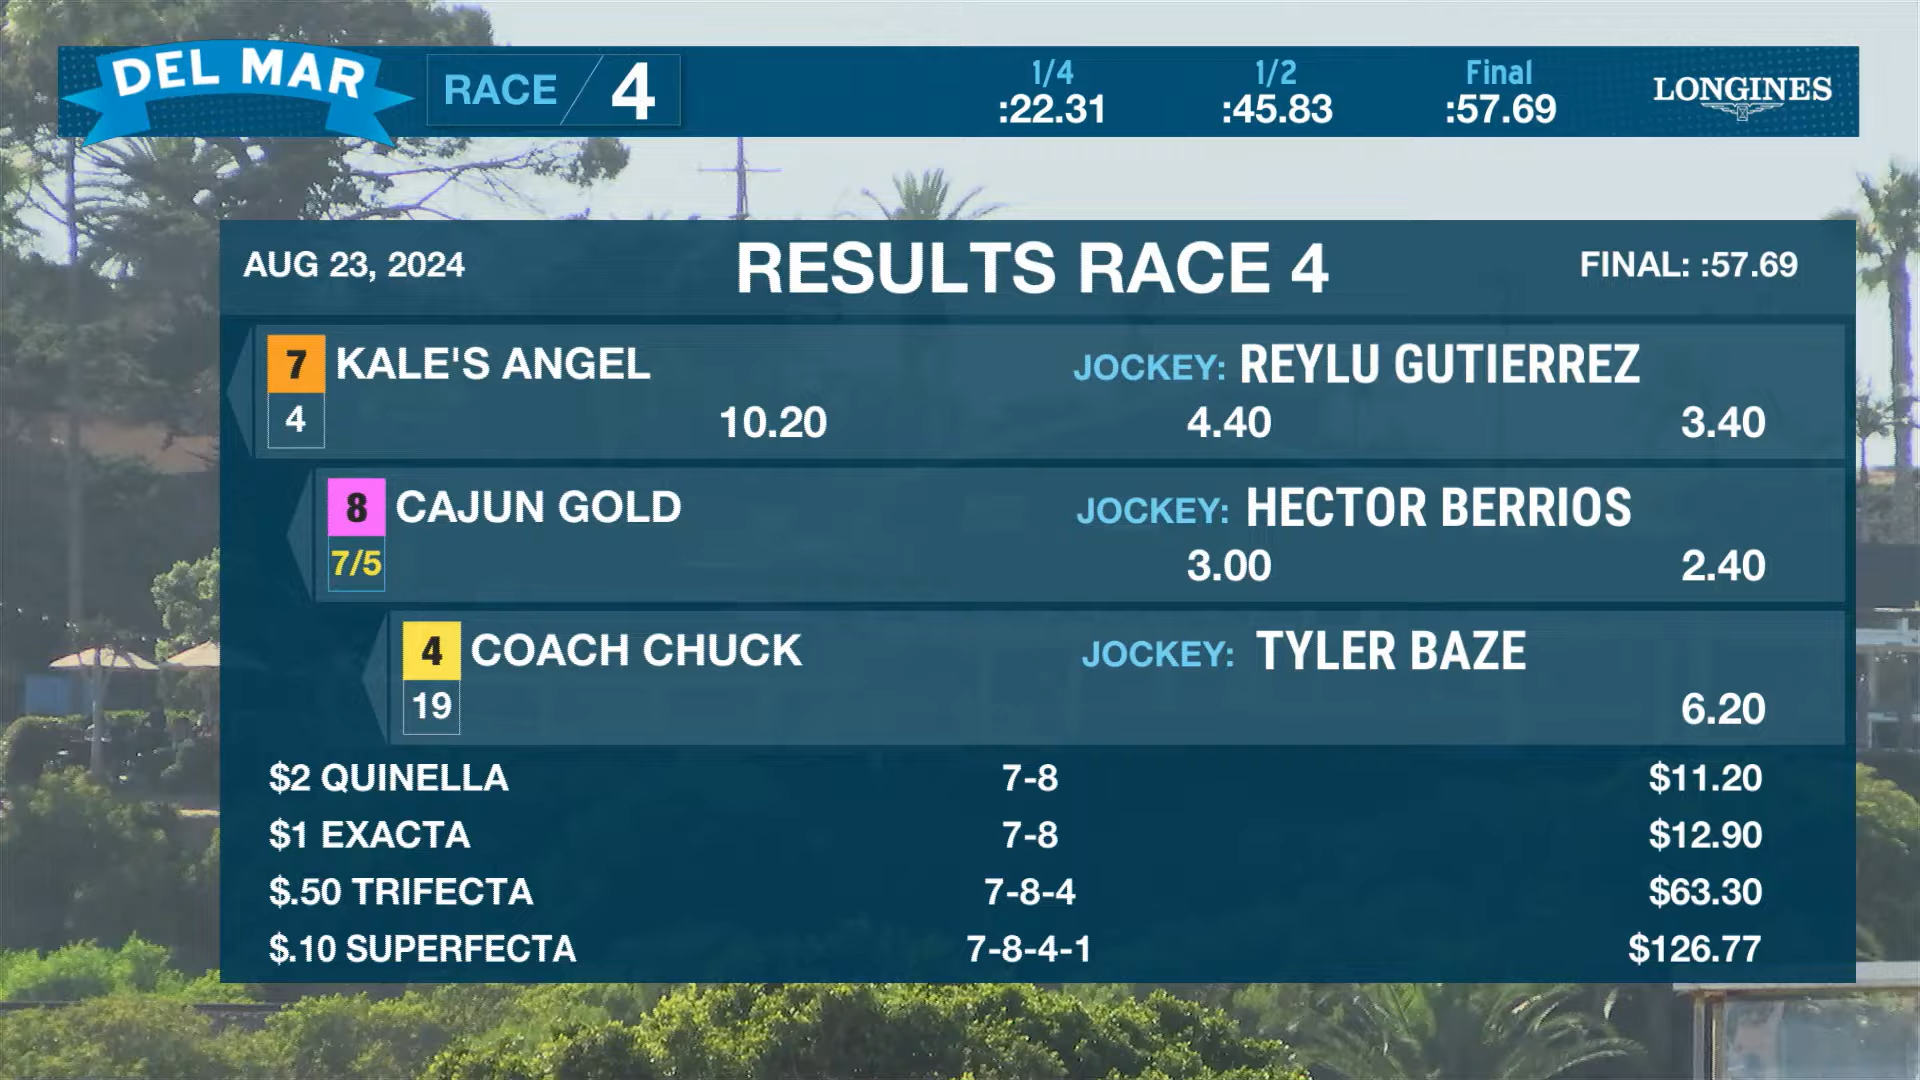 DEL MAR
RACE / 4
1/4 1/2 Final
:22.31 :45.83 :57.69
LONGINES
AUG 23, 2024 RESULTS RACE 4 FINAL: :57.69
7 KALE'S ANGEL JOCKEY: REYLU GUTIERREZ
4 10.20 4.40 3.40
8 CAJUN GOLD JOCKEY: HECTOR BERRIOS
7/5 3.00 2.40
4 COACH CHUCK JOCKEY: TYLER BAZE
19 6.20
$2 QUINELLA 7-8 $11.20
$1 EXACTA 7-8 $12.90
$.50 TRIFECTA 7-8-4 $63.30
$.10 SUPERFECTA 7-8-4-1 $126.77